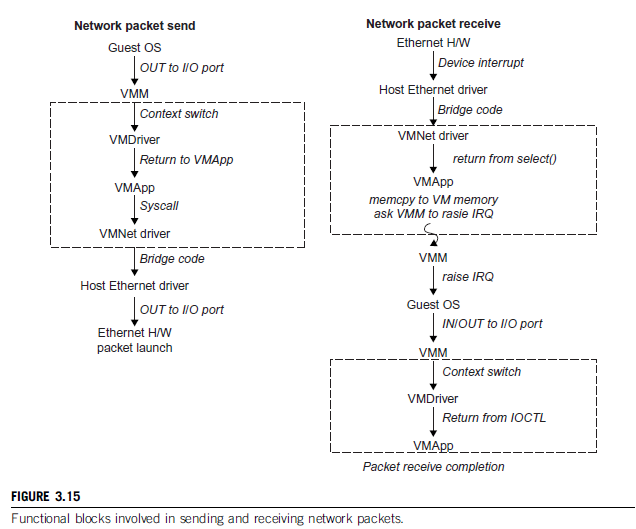 Network packet send
Guest OS
OUT to I/O port
VMM
Context switch
VMDriver
Return to VMApp
VMApp
Syscall
VMNet driver
Bridge code
Host Ethernet driver
OUT to I/O port
Ethernet H/W
packet launch
Network packet receive
Ethernet H/W
Device interrupt
Host Ethernet driver
Bridge code
VMNet driver
return from select()
VMApp
memcpy to VM memory
ask VMM to rasie IRQ
VMM
raise IRQ
Guest OS
IN/OUT to I/O port
VMM
Context switch
VMDriver
Return from IOCTL
VMApp
Packet receive completion
FIGURE 3.15
Functional blocks involved in sending and receiving network packets.